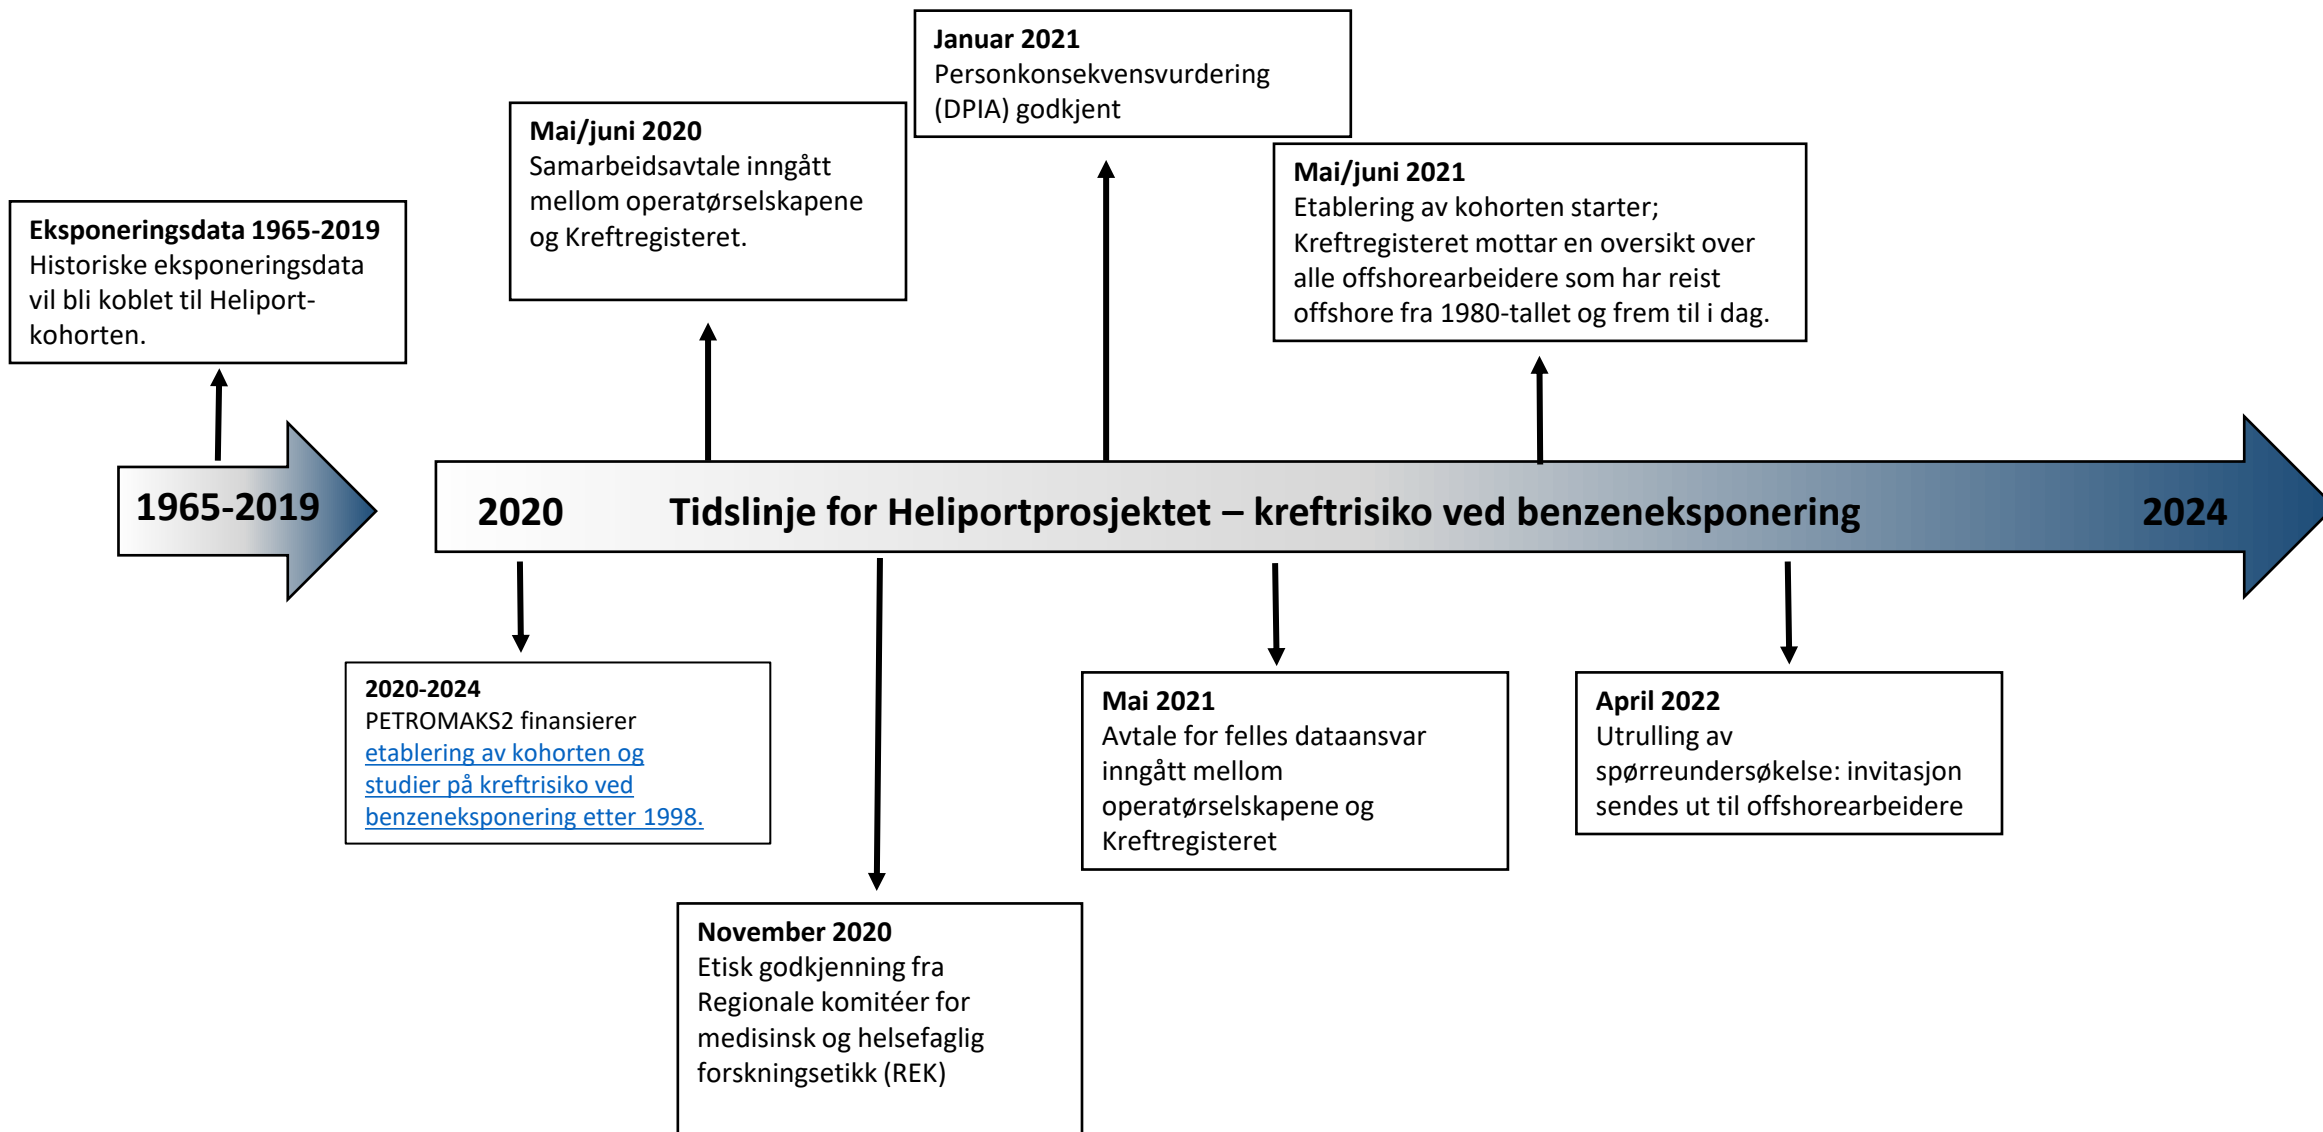 Januar 2021
Personkonsekvensvurdering
(DPIA) godkjent
Mai/juni 2020
Samarbeidsavtale inngått
mellom operatørselskapene
og Kreftregisteret.
Mai/juni 2021
Etablering av kohorten starter;
Kreftregisteret mottar en oversikt over
alle offshorearbeidere som har reist
offshore fra 1980-tallet og frem til i dag.
Eksponeringsdata 1965-2019
Historiske eksponeringsdata
vil bli koblet til Heliport-
kohorten.
1965-2019
2020 Tidslinje for Heliportprosjektet – kreftrisiko ved benzeneksponering 2024
2020-2024
PETROMAKS2 finansierer
etablering av kohorten og
studier på kreftrisiko ved
benzeneksponering etter 1998.
Mai 2021
Avtale for felles dataansvar
inngått mellom
operatørselskapene og
Kreftregisteret
April 2022
Utrulling av
spørreundersøkelse: invitasjon
sendes ut til offshorearbeidere
November 2020
Etisk godkjenning fra
Regionale komitéer for
medisinsk og helsefaglig
forskningsetikk (REK)